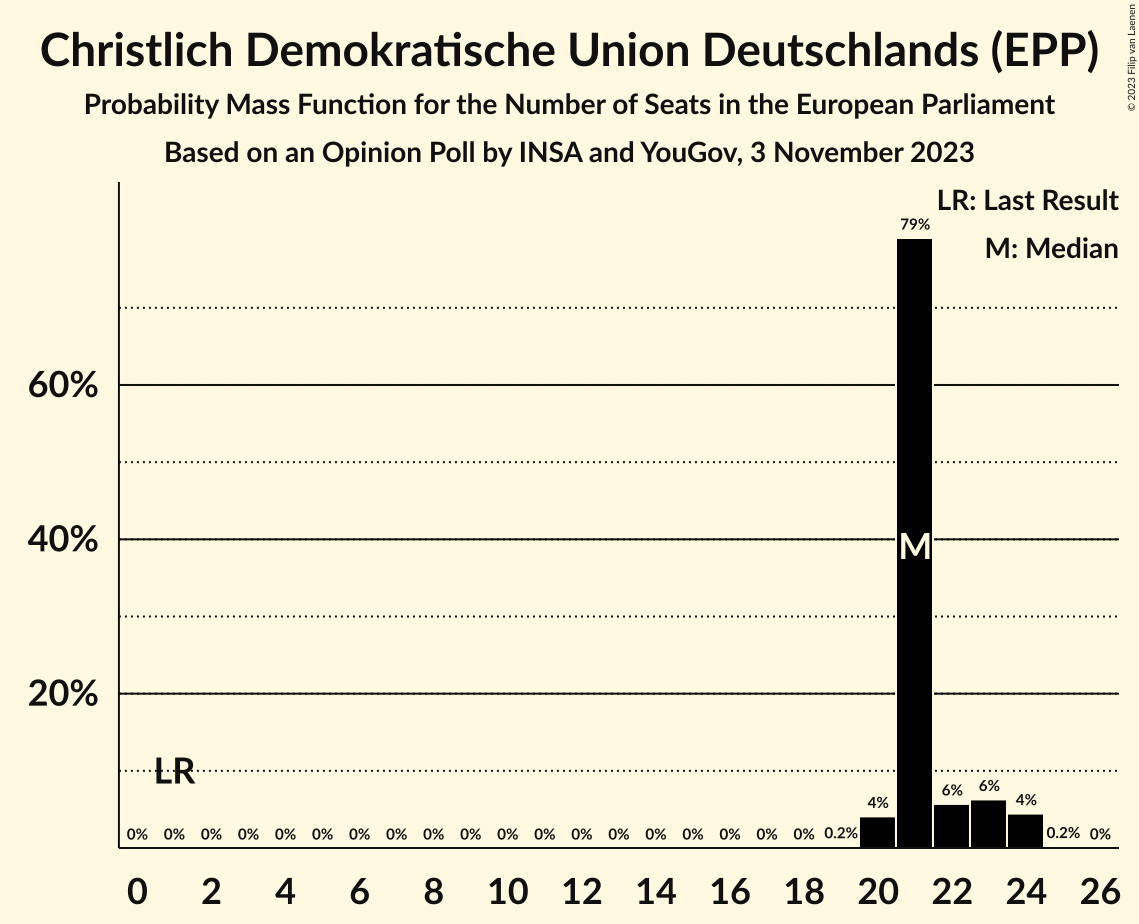 Christlich Demokratische Union Deutschlands (EPP)
Probability Mass Function for the Number of Seats in the European Parliament
Based on an Opinion Poll by INSA and YouGov, 3 November 2023
© 2023 Filip van Laenen
LR: Last Result
M: Median
79%
60%
40%
M
20%
LR
0% 0% 0% 0% 0% 0% 0% 0% 0% 0% 0% 0% 0% 0% 0% 0% 0% 0% 0% 0.2% 4% 6% 6% 4% 0.2% 0%
0 2 4 6 8 10 12 14 16 18 20 22 24 26